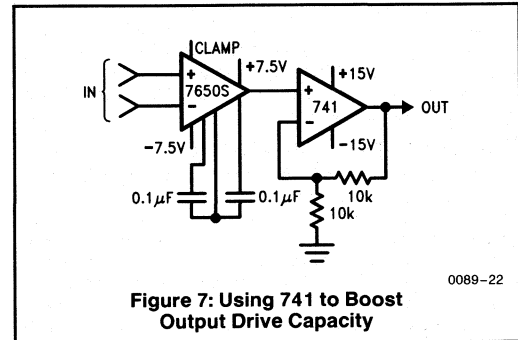 CLAMP
+7.5V
+15V
IN
+
7650S
−
+
741
−
OUT
−7.5V
−15V
0.1μF
0.1μF
10k
10k
0089–22
Figure 7: Using 741 to Boost
Output Drive Capacity